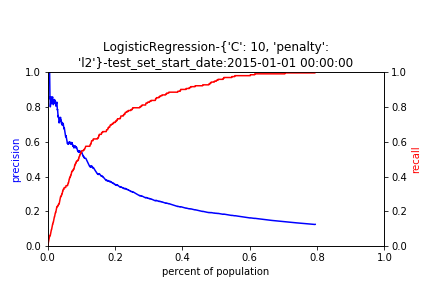 LogisticRegression-{'C': 10, 'penalty':
'l2'}-test_set_start_date:2015-01-01 00:00:00
1.0
0.8
0.6
0.4
0.2
0.0
precision
1.0
0.8
0.6
0.4
0.2
0.0
recall
0.0 0.2 0.4 0.6 0.8 1.0
percent of population